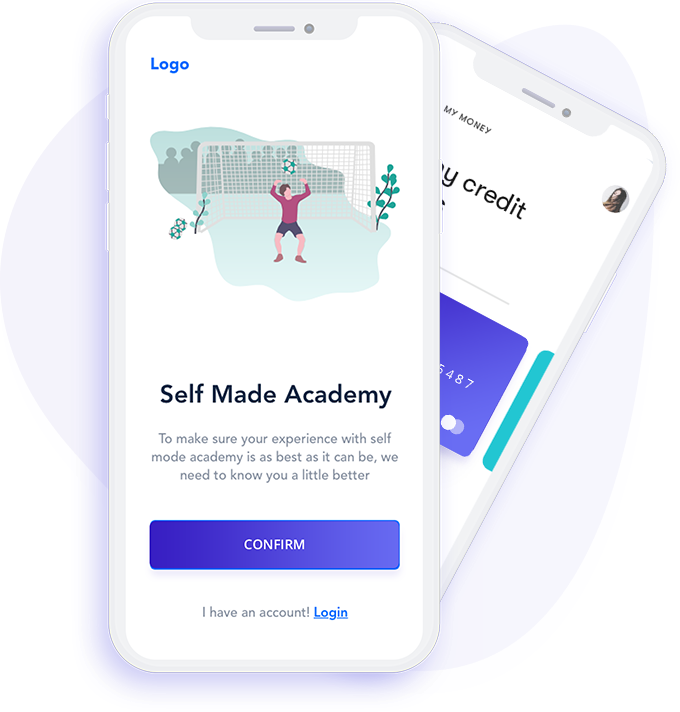 Logo
Self Made Academy
To make sure your experience with self
mode academy is as best as it can be, we
need to know you a little better
CONFIRM
I have an account! Login
MY MONEY
credit
5487